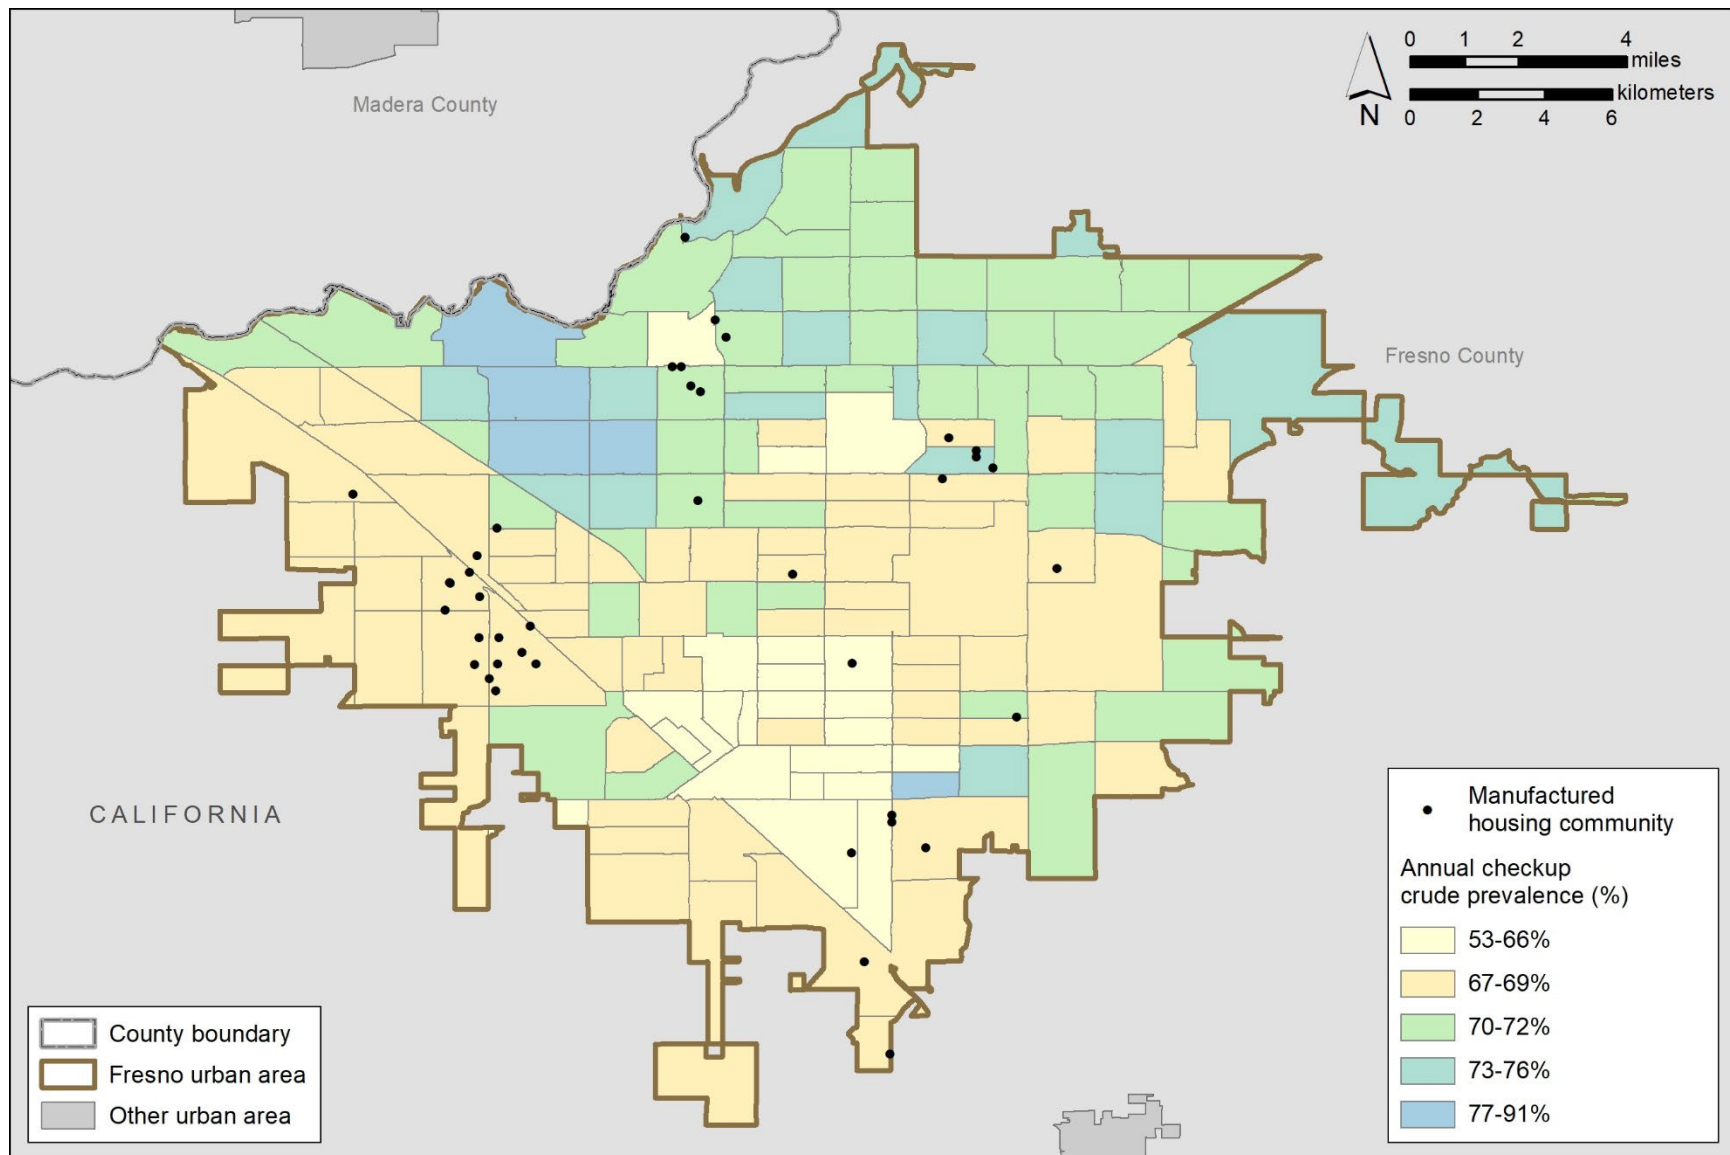 0 1 2 4
miles
kilometers
0 2 4 6
N
Madera County
Fresno County
CALIFORNIA
Manufactured
housing community
Annual checkup
crude prevalence (%)
53-66%
67-69%
70-72%
73-76%
77-91%
County boundary
Fresno urban area
Other urban area